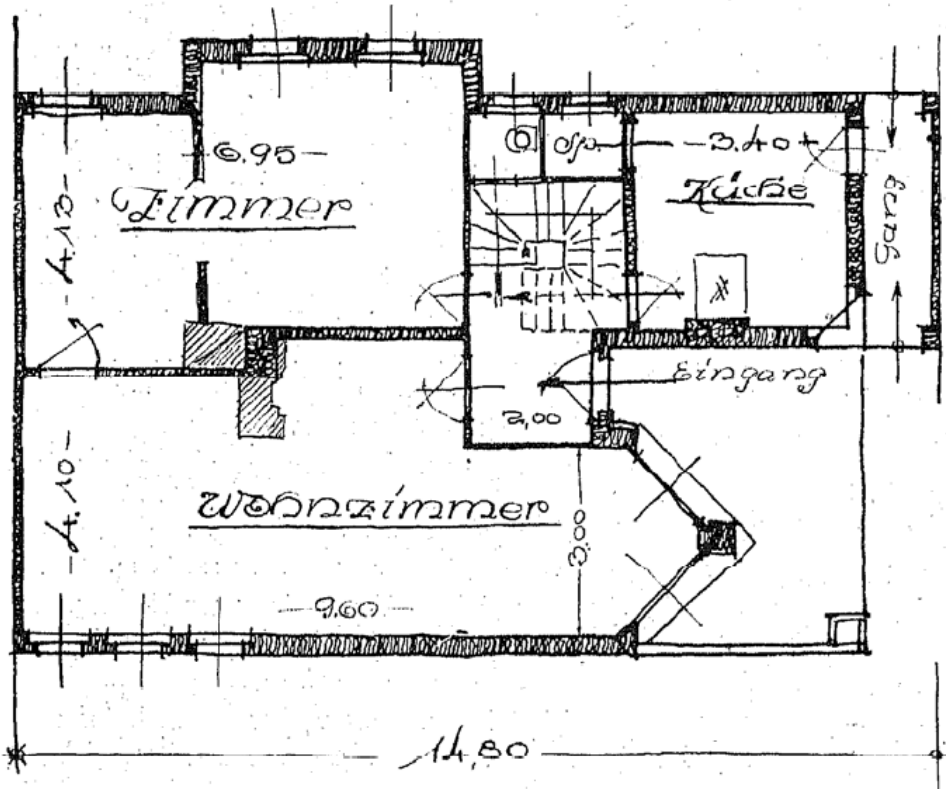 6.95
Zimmer
4.13
Sp.
3.40
Küche
Gang
Eingang
2,00
Wohnzimmer
4.10
3.00
9.60
14,80